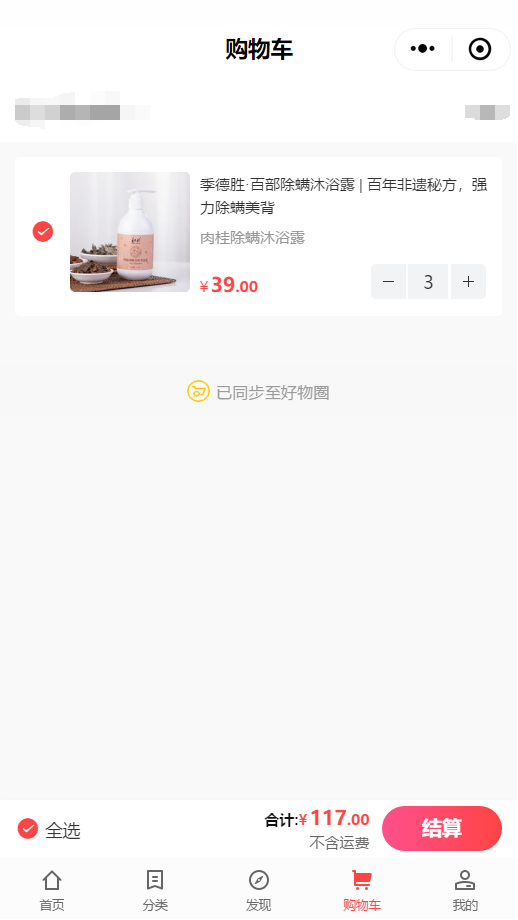 购物车
季德胜·百部除螨沐浴露 | 百年非遗秘方，强
力除螨美背
肉桂除螨沐浴露
¥39.00
3
已同步至好物圈
全选
合计:¥117.00
不含运费
结算
首页
分类
发现
购物车
我的